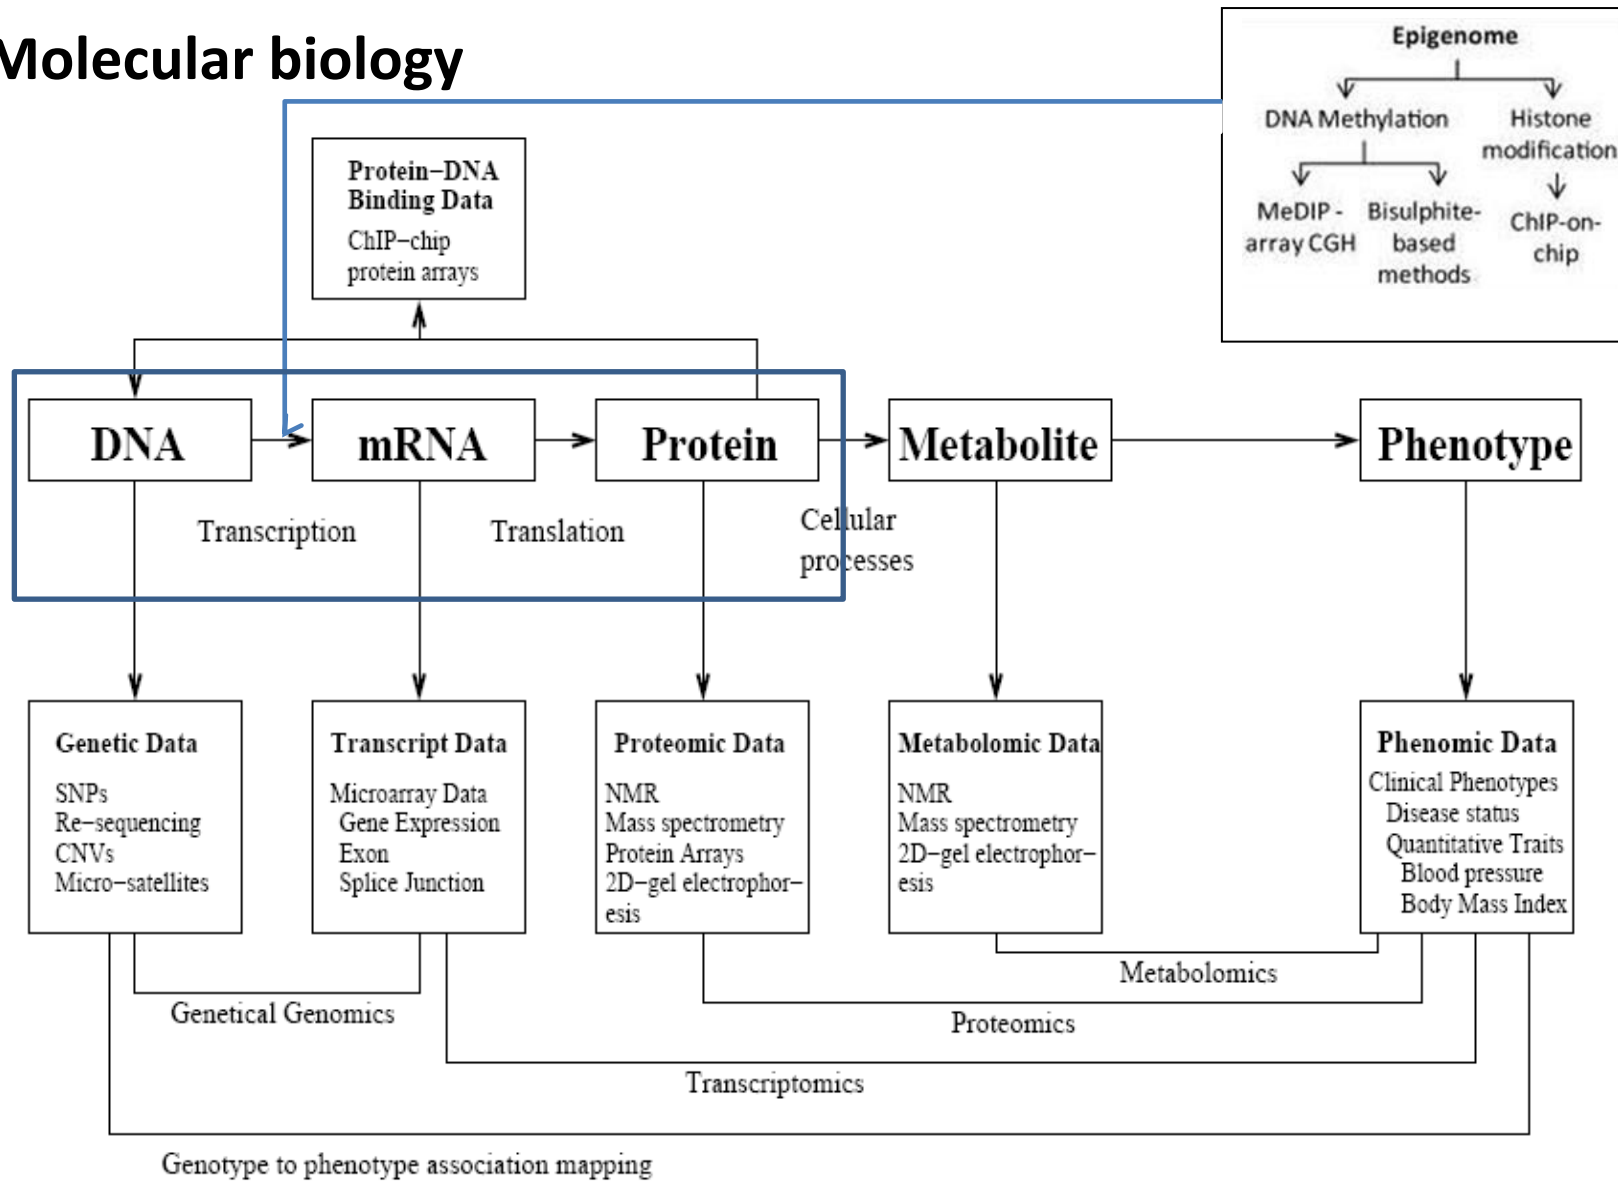 Molecular biology
Epigenome
DNA Methylation
Histone
modification
MeDIP -
array CGH
Bisulphite-
based
methods
ChIP-on-
chip
Protein−DNA
Binding Data
ChIP−chip
protein arrays
DNA
mRNA
Protein
Metabolite
Phenotype
Transcription
Translation
Cellular
processes
Genetic Data
SNPs
Re−sequencing
CNVs
Micro−satellites
Transcript Data
Microarray Data
Gene Expression
Exon
Splice Junction
Proteomic Data
NMR
Mass spectrometry
Protein Arrays
2D−gel electrophor−
esis
Metabolomic Data
NMR
Mass spectrometry
2D−gel electrophor−
esis
Phenomic Data
Clinical Phenotypes
Disease status
Quantitative Traits
Blood pressure
Body Mass Index
Metabolomics
Genetical Genomics
Proteomics
Transcriptomics
Genotype to phenotype association mapping